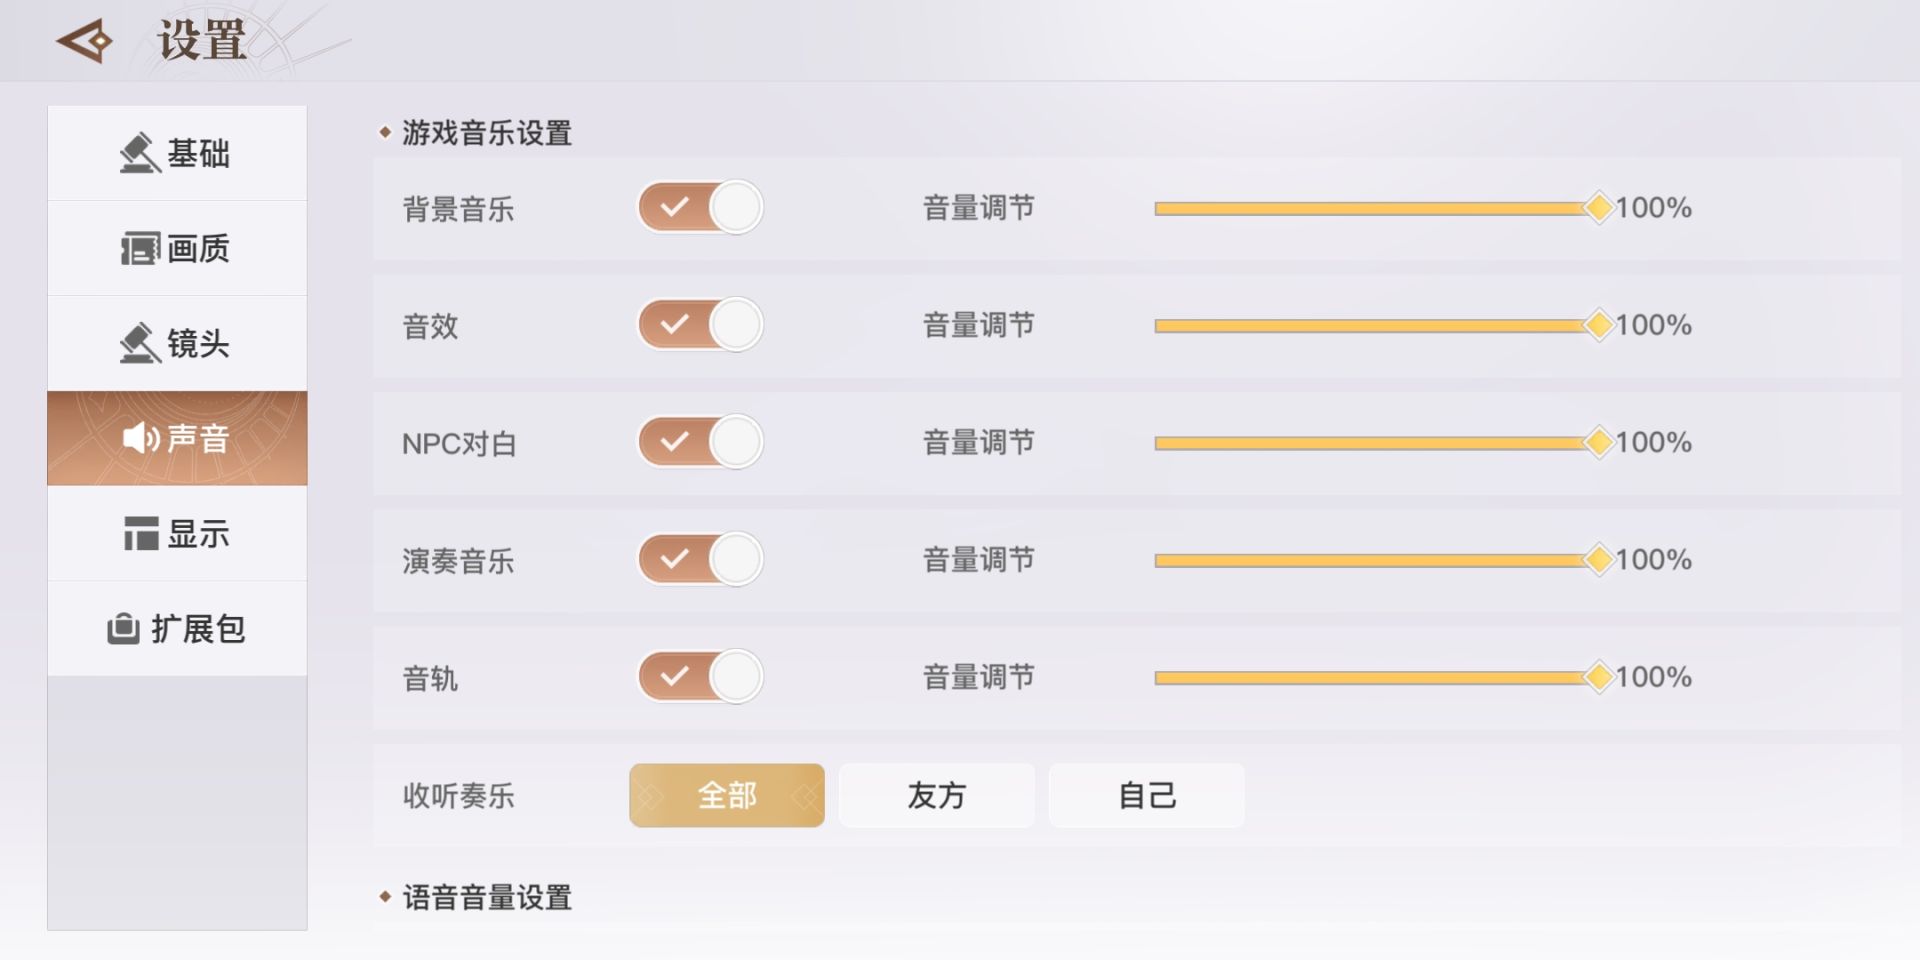 设置
基础
画质
镜头
声音
显示
扩展包
游戏音乐设置
背景音乐 音量调节 100%
音效 音量调节 100%
NPC对白 音量调节 100%
演奏音乐 音量调节 100%
音轨 音量调节 100%
收听奏乐 全部 友方 自己
语音音量设置